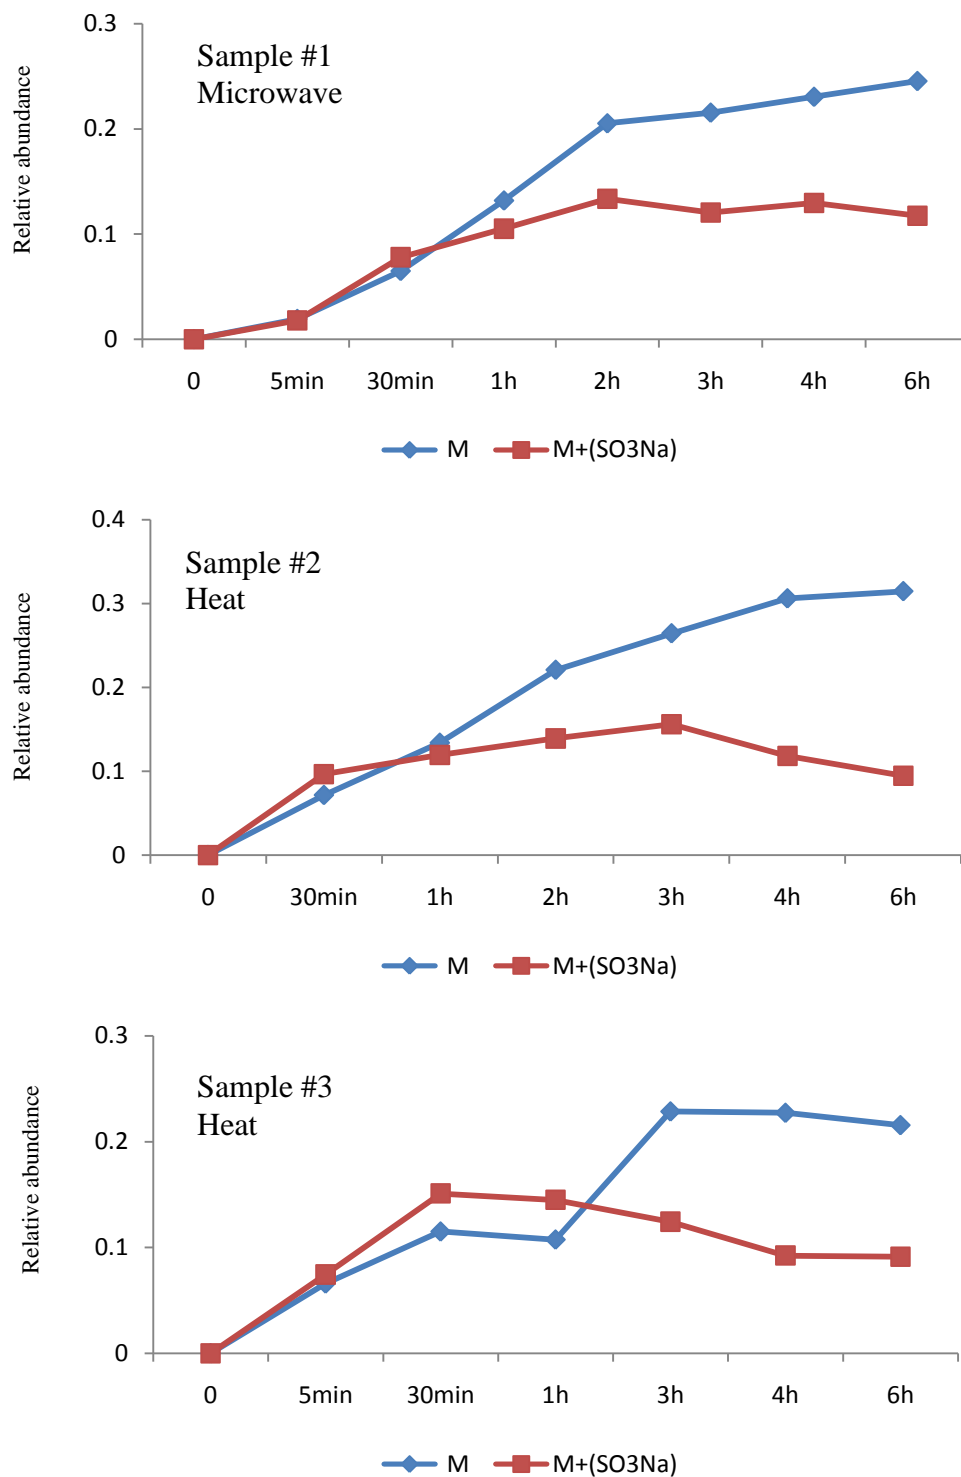 0.3
Sample #1
Microwave
0.2
Relative abundance
0.1
0
0 5min 30min 1h 2h 3h 4h 6h
M M+(SO3Na)
0.4
Sample #2
Heat
0.3
Relative abundance
0.2
0.1
0
0 30min 1h 2h 3h 4h 6h
M M+(SO3Na)
0.3
Sample #3
Heat
0.2
Relative abundance
0.1
0
0 5min 30min 1h 3h 4h 6h
M M+(SO3Na)